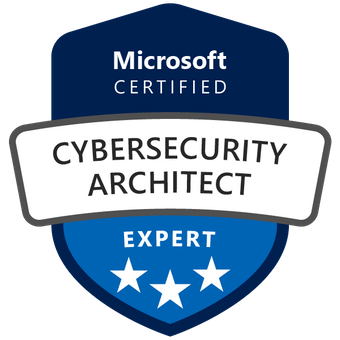 Microsoft
CERTIFIED
CYBERSECURITY
ARCHITECT
EXPERT